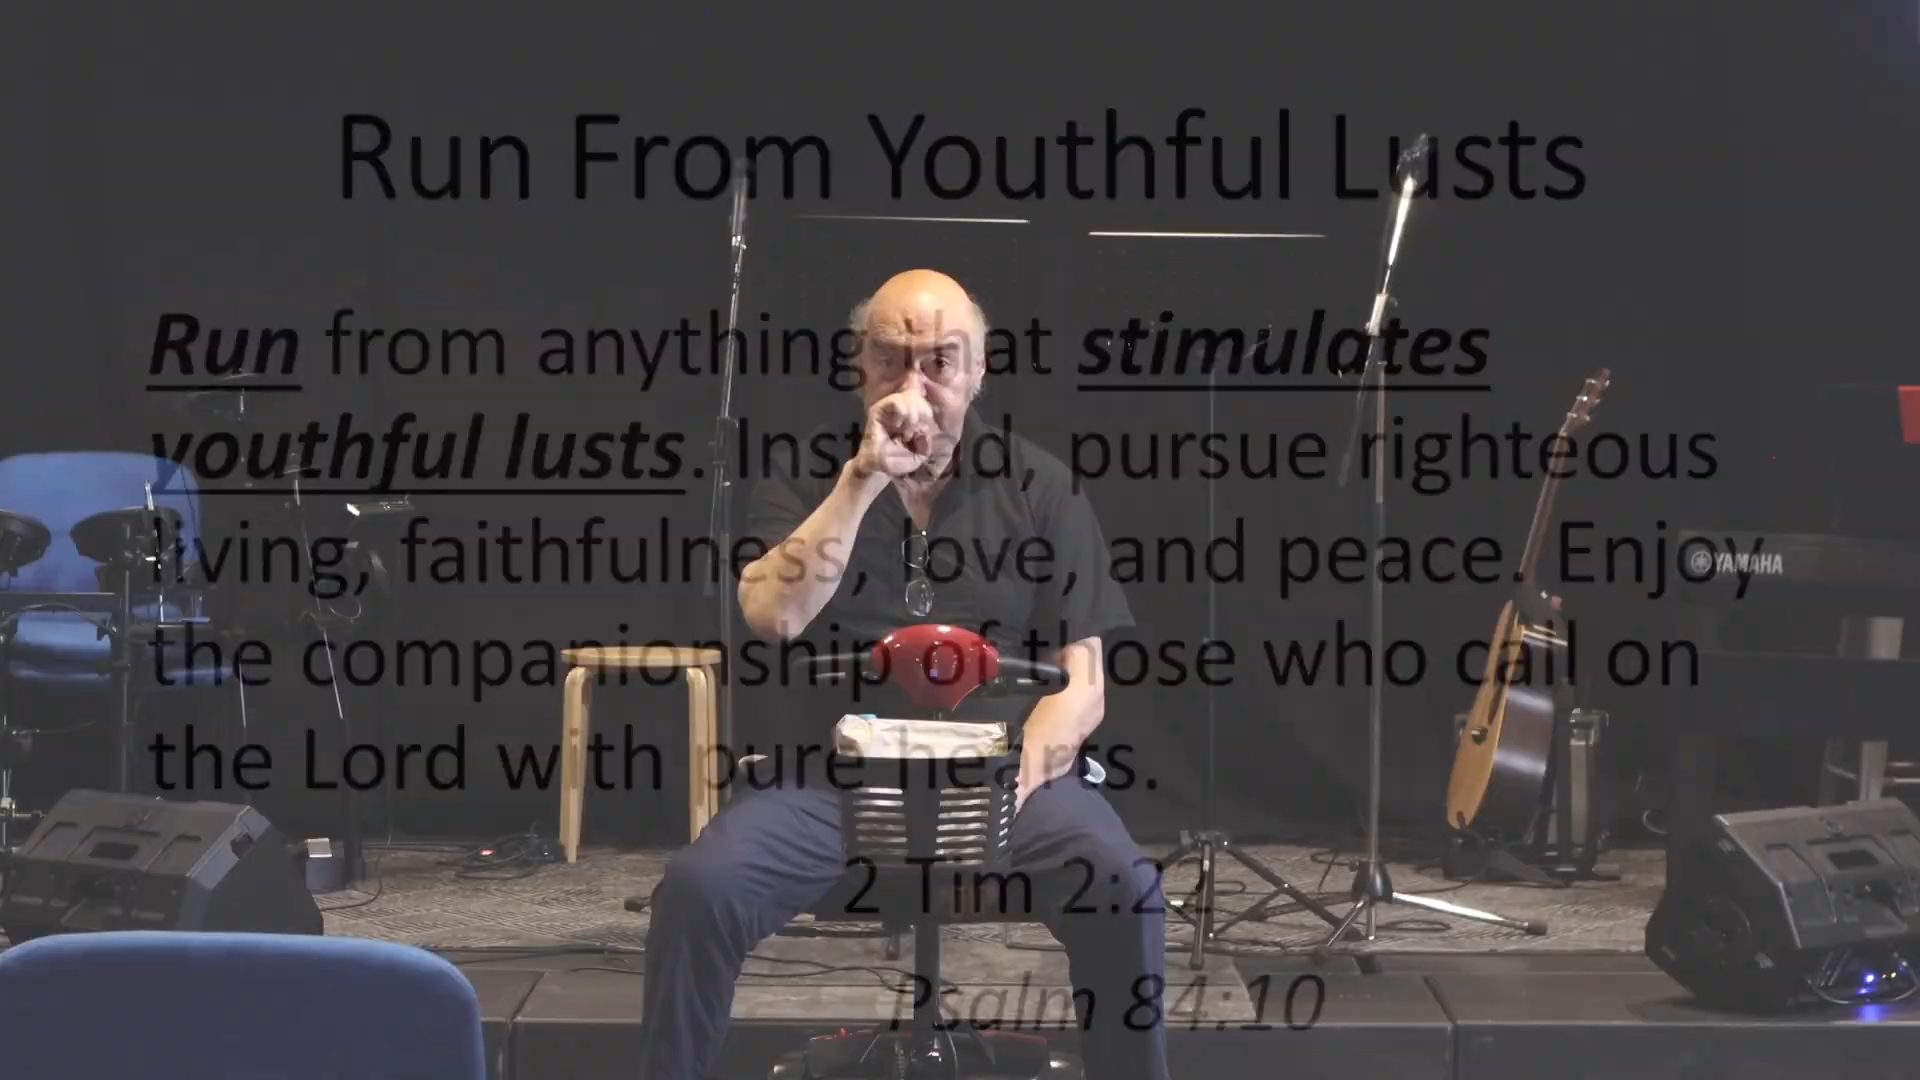 Run From Youthful Lusts
Run from anything that stimulates
youthful lusts. Instead, pursue righteous
living, faithfulness, love, and peace. Enjoy
the companionship of those who call on
the Lord with pure hearts.
2 Tim 2:22
Psalm 84:10
YAMAHA